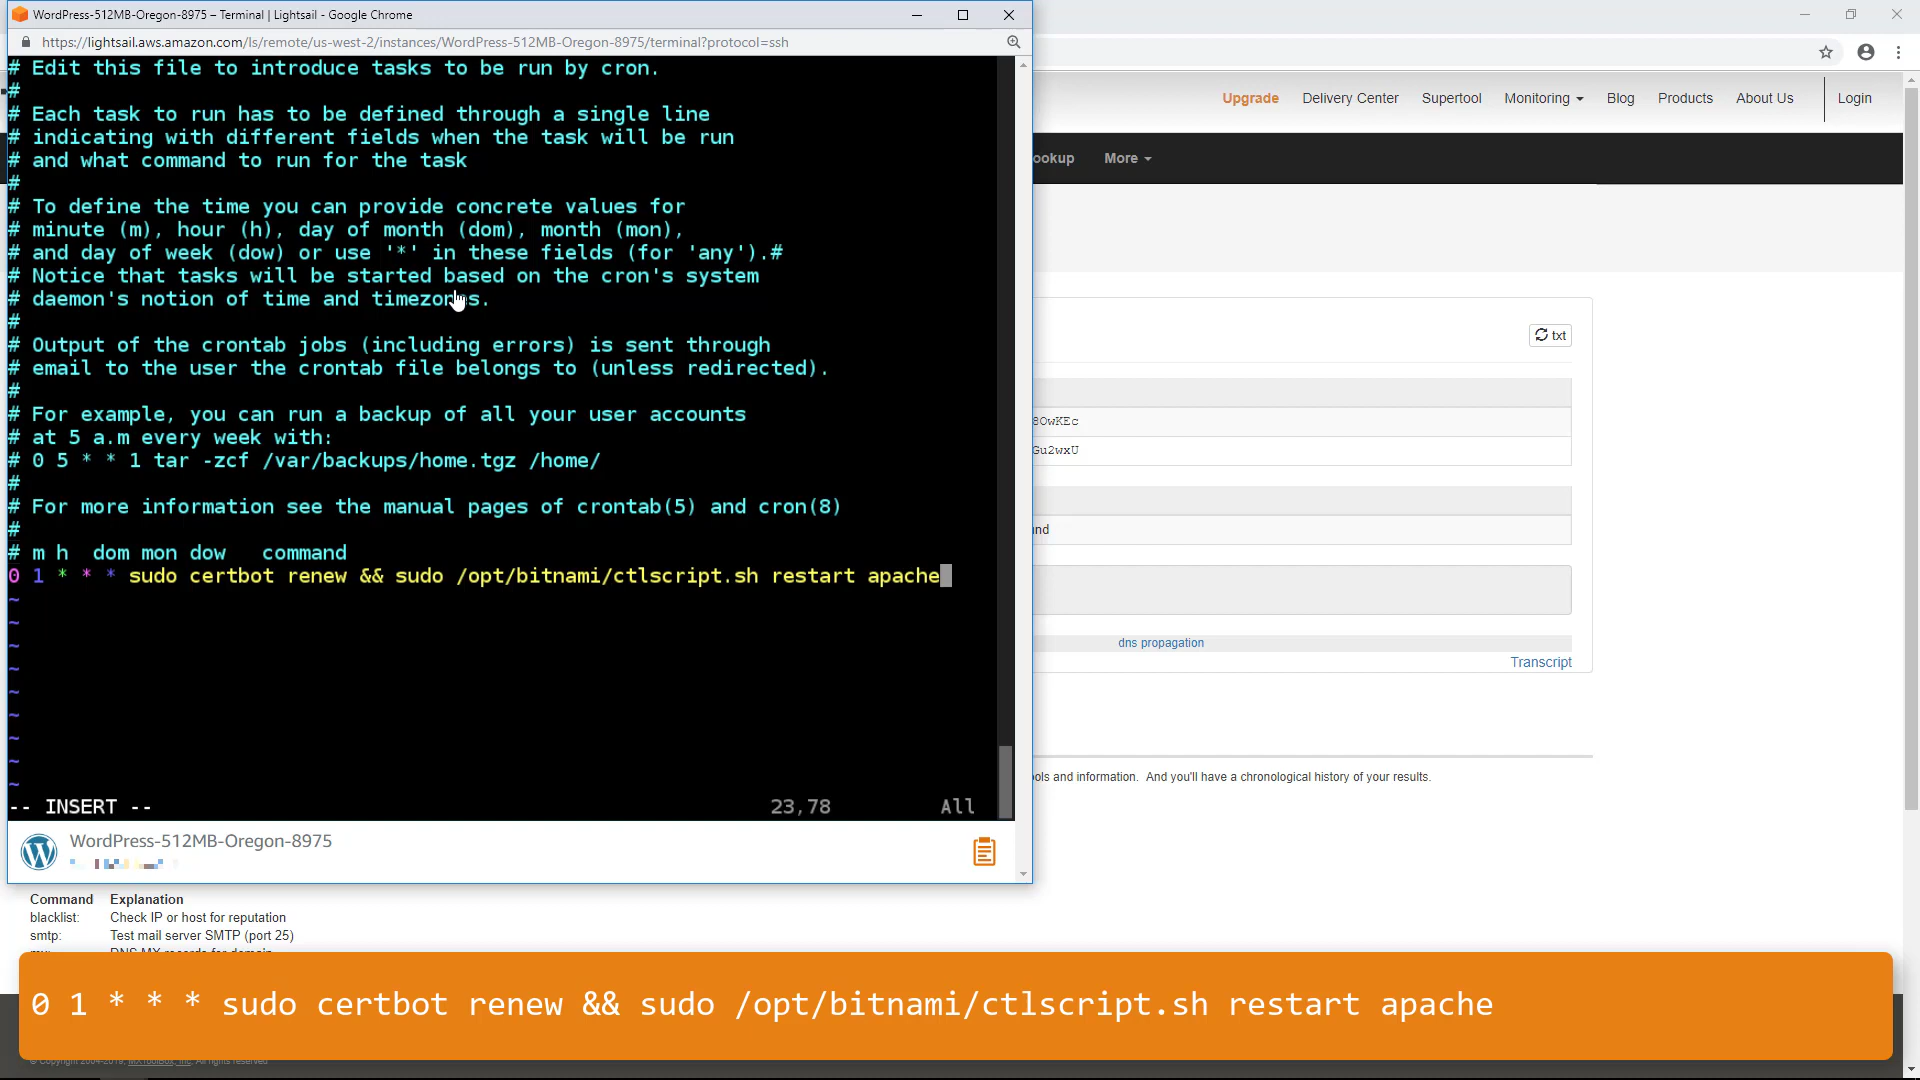 WordPress-512MB-Oregon-8975 – Terminal | Lightsail - Google Chrome
https://lightsail.aws.amazon.com/ls/remote/us-west-2/instances/WordPress-512MB-Oregon-8975/terminal?protocol=ssh
# Edit this file to introduce tasks to be run by cron.
#
# Each task to run has to be defined through a single line
# indicating with different fields when the task will be run
# and what command to run for the task
#
# To define the time you can provide concrete values for
# minute (m), hour (h), day of month (dom), month (mon),
# and day of week (dow) or use '*' in these fields (for 'any').#
# Notice that tasks will be started based on the cron's system
# daemon's notion of time and timezones.
#
# Output of the crontab jobs (including errors) is sent through
# email to the user the crontab file belongs to (unless redirected).
#
# For example, you can run a backup of all your user accounts
# at 5 a.m every week with:
# 0 5 * * 1 tar -zcf /var/backups/home.tgz /home/
#
# For more information see the manual pages of crontab(5) and cron(8)
#
# m h  dom mon dow   command
0 1 * * * sudo certbot renew && sudo /opt/bitnami/ctlscript.sh restart apache
~
~
~
~
~
~
~
~
~
-- INSERT -- 23,78 All
WordPress-512MB-Oregon-8975
Upgrade Delivery Center Supertool Monitoring Blog Products About Us Login
ookup More
txt
8OwKEc
Gu2wxU
und
dns propagation
Transcript
ols and information. And you'll have a chronological history of your results.
Command Explanation
blacklist: Check IP or host for reputation
smtp: Test mail server SMTP (port 25)
DNS MX records for domain
0 1 * * * sudo certbot renew && sudo /opt/bitnami/ctlscript.sh restart apache